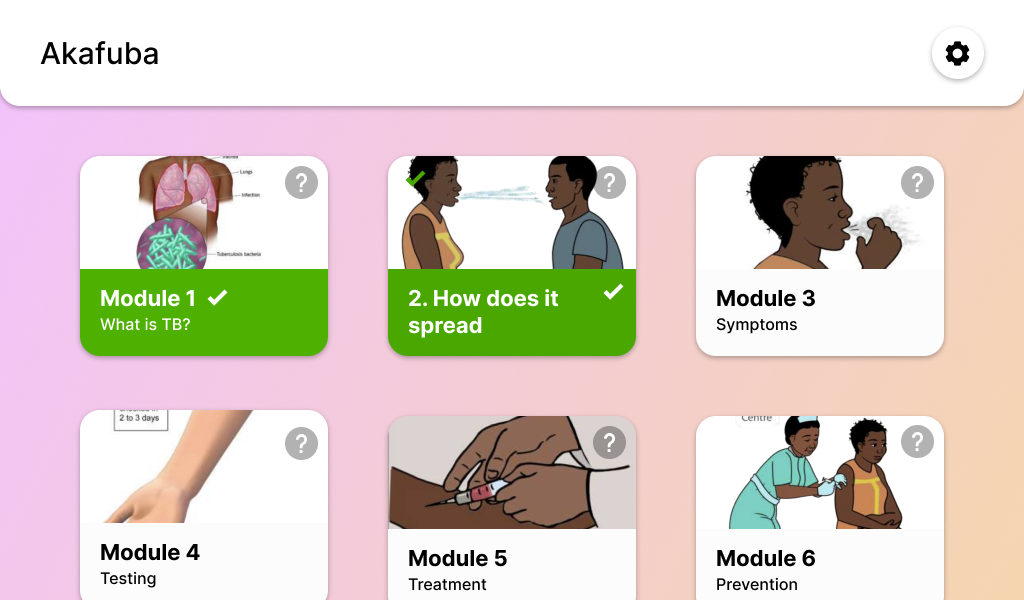 Akafuba
Lungs
Infection
Tuberculosis bacteria
?
?
?
Module 1
What is TB?
2. How does it
spread
Module 3
Symptoms
2 to 3 days
?
?
Centre
?
Module 4
Testing
Module 5
Treatment
Module 6
Prevention